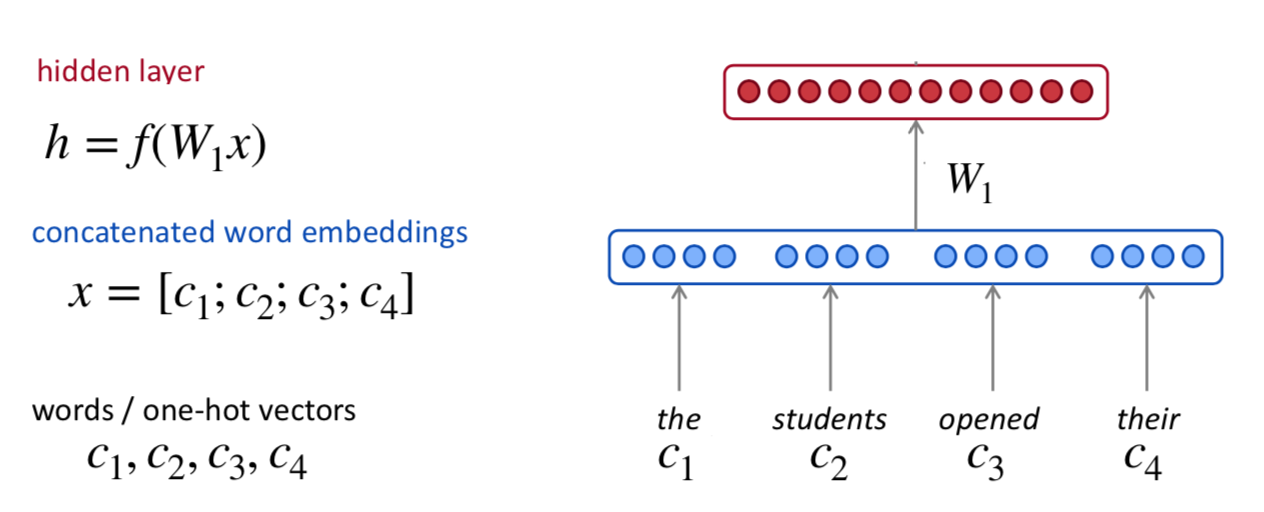 hidden layer
h = f(W₁x)
concatenated word embeddings
x = [c₁; c₂; c₃; c₄]
words / one-hot vectors
c₁, c₂, c₃, c₄
W₁
the students opened their
c₁ c₂ c₃ c₄